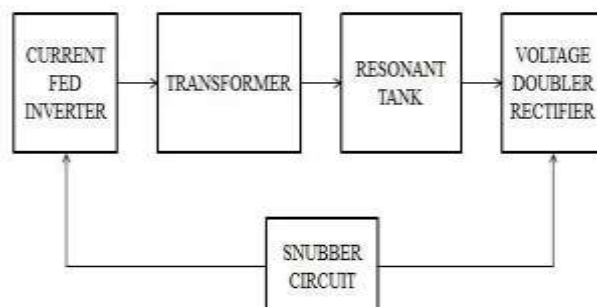 CURRENT
FED
INVERTER
TRANSFORMER
RESONANT
TANK
VOLTAGE
DOUBLER
RECTIFIER
SNUBBER
CIRCUIT